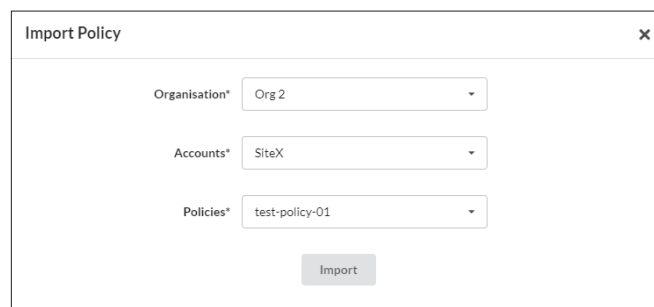 Import Policy
Organisation* Org 2
Accounts* SiteX
Policies* test-policy-01
Import